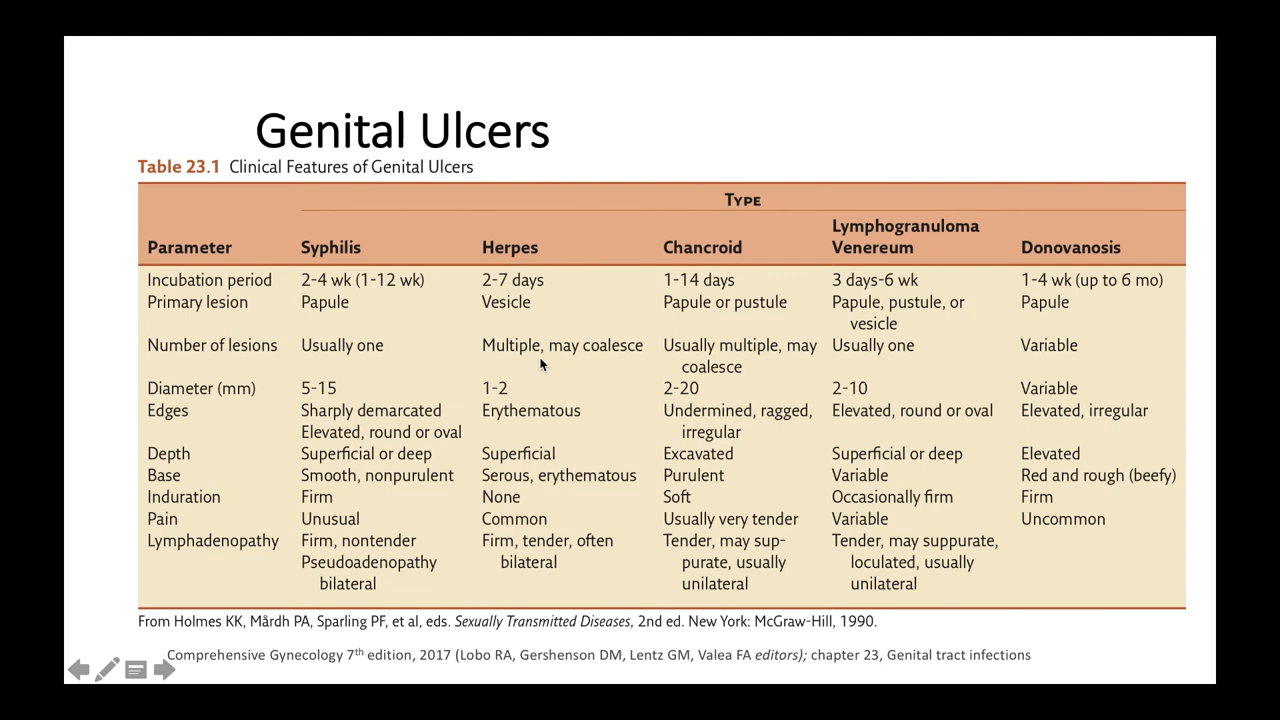 Genital Ulcers
Table 23.1 Clinical Features of Genital Ulcers
Type
Parameter Syphilis Herpes Chancroid Lymphogranuloma Venereum Donovanosis
Incubation period 2-4 wk (1-12 wk) 2-7 days 1-14 days 3 days-6 wk 1-4 wk (up to 6 mo)
Primary lesion Papule Vesicle Papule or pustule Papule, pustule, or vesicle Papule
Number of lesions Usually one Multiple, may coalesce Usually multiple, may coalesce Usually one Variable
Diameter (mm) 5-15 1-2 2-20 2-10 Variable
Edges Sharply demarcated Elevated, round or oval Erythematous Undermined, ragged, irregular Elevated, round or oval Elevated, irregular
Depth Superficial or deep Superficial Excavated Superficial or deep Elevated
Base Smooth, nonpurulent Serous, erythematous Purulent Variable Red and rough (beefy)
Induration Firm None Soft Occasionally firm Firm
Pain Unusual Common Usually very tender Variable Uncommon
Lymphadenopathy Firm, nontender Pseudoadenopathy bilateral Firm, tender, often bilateral Tender, may sup-purate, usually unilateral Tender, may suppurate, loculated, usually unilateral
From Holmes KK, Mårdh PA, Sparling PF, et al, eds. Sexually Transmitted Diseases, 2nd ed. New York: McGraw-Hill, 1990.
Comprehensive Gynecology 7th edition, 2017 (Lobo RA, Gershenson DM, Lentz GM, Valea FA editors); chapter 23, Genital tract infections